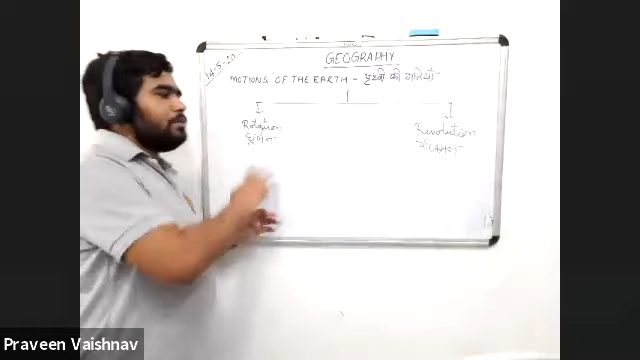 14-5-20
GEOGRAPHY
MOTIONS OF THE EARTH - पृथ्वी की गतियाँ
I
Rotation
घूर्णन
II
Revolution
परिक्रमण
Praveen Vaishnav